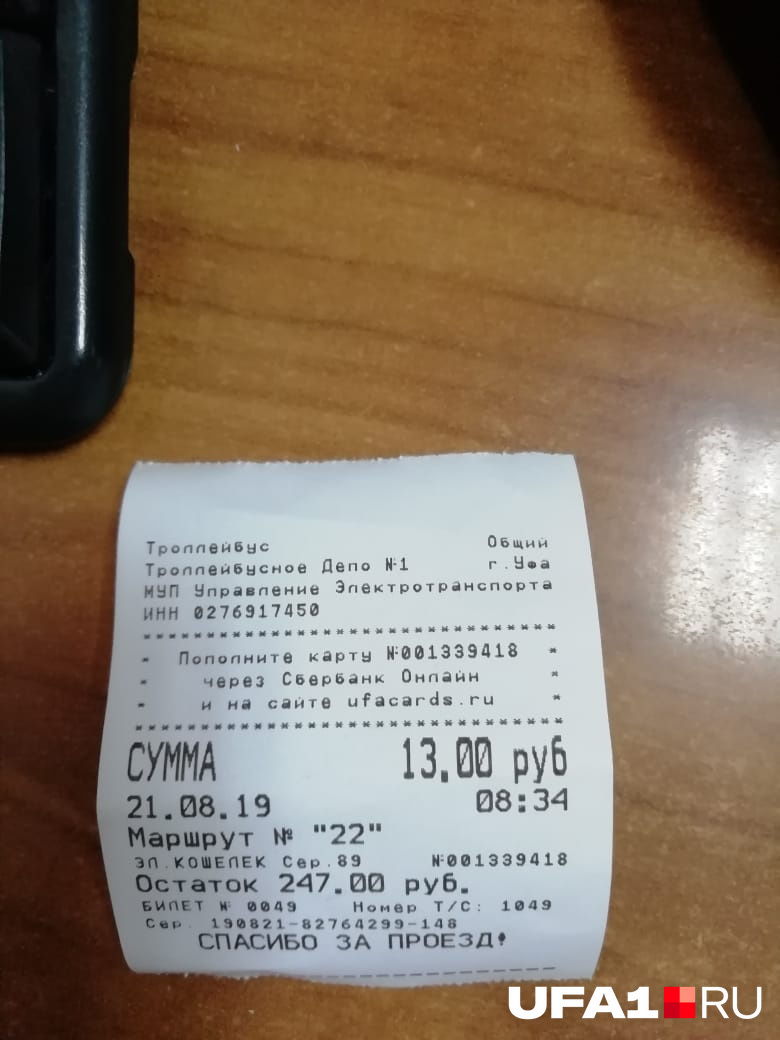 Троллейбус Общий
Троллейбусное Депо №1 г.Уфа
МУП Управление Электротранспорта
ИНН 0276917450
*********************************
* Пополните карту №001339418 *
* через Сбербанк Онлайн *
* и на сайте ufacards.ru *
*********************************
СУММА 13.00 руб
21.08.19 08:34
Маршрут № "22"
ЭЛ.КОШЕЛЕК Сер.89 №001339418
Остаток 247.00 руб.
БИЛЕТ № 0049 Номер Т/С: 1049
Сер. 190821-82764299-148
СПАСИБО ЗА ПРОЕЗД!
UFA1 RU